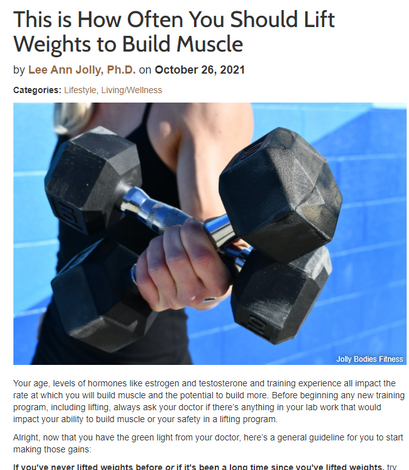 This is How Often You Should Lift
Weights to Build Muscle
by Lee Ann Jolly, Ph.D. on October 26, 2021
Categories: Lifestyle, Living/Wellness
Jolly Bodies Fitness
Your age, levels of hormones like estrogen and testosterone and training experience all impact the
rate at which you will build muscle and the potential to build more. Before beginning any new training
program, including lifting, always ask your doctor if there's anything in your lab work that would
impact your ability to build muscle or your safety in a lifting program.
Alright, now that you have the green light from your doctor, here's a general guideline for you to start
making those gains:
If you've never lifted weights before or if it's been a long time since you've lifted weights, try